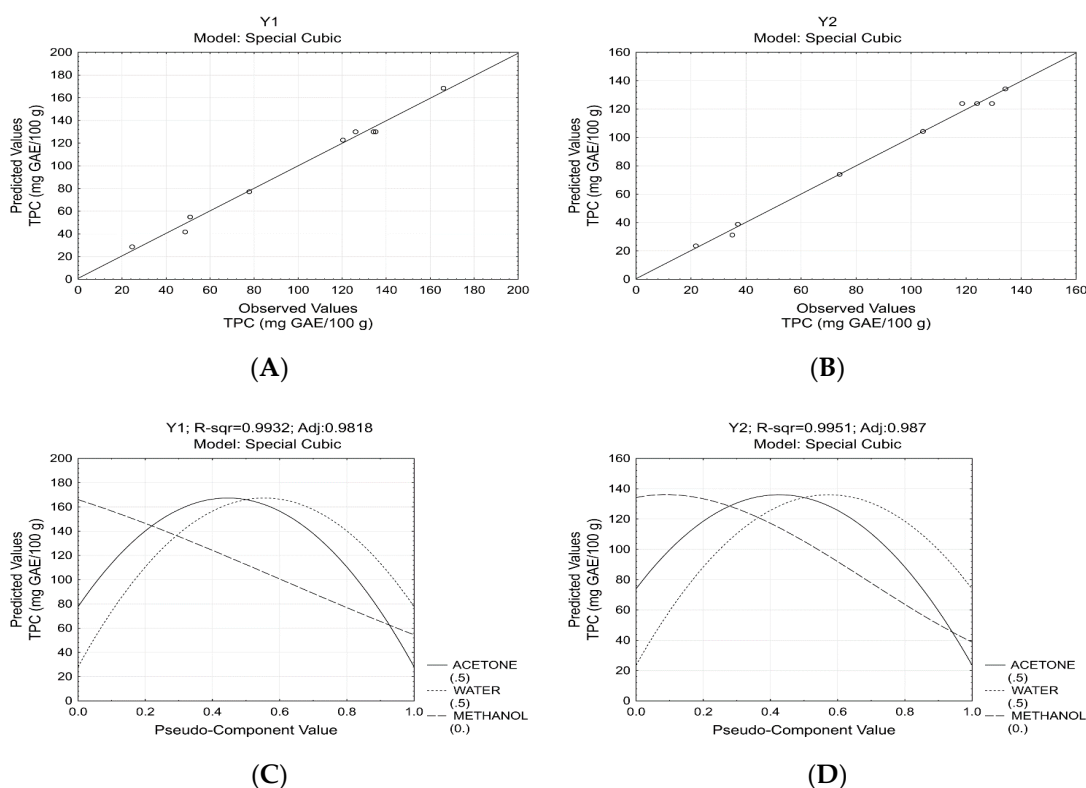 Y1
Model: Special Cubic
200
180
160
140
120
100
80
60
40
20
0
Predicted Values
TPC (mg GAE/100 g)
0 20 40 60 80 100 120 140 160 180 200
Observed Values
TPC (mg GAE/100 g)
(A)
Y2
Model: Special Cubic
160
140
120
100
80
60
40
20
0
Predicted Values
TPC (mg GAE/100 g)
0 20 40 60 80 100 120 140 160
Observed Values
TPC (mg GAE/100 g)
(B)
Y1; R-sqr=0.9932; Adj:0.9818
Model: Special Cubic
200
180
160
140
120
100
80
60
40
20
0
Predicted Values
TPC (mg GAE/100 g)
0.0 0.2 0.4 0.6 0.8 1.0
Pseudo-Component Value
ACETONE
(.5)
WATER
(.5)
METHANOL
(0.)
(C)
Y2; R-sqr=0.9951; Adj:0.987
Model: Special Cubic
160
140
120
100
80
60
40
20
0
Predicted Values
TPC (mg GAE/100 g)
0.0 0.2 0.4 0.6 0.8 1.0
Pseudo-Component Value
ACETONE
(.5)
WATER
(.5)
METHANOL
(0.)
(D)